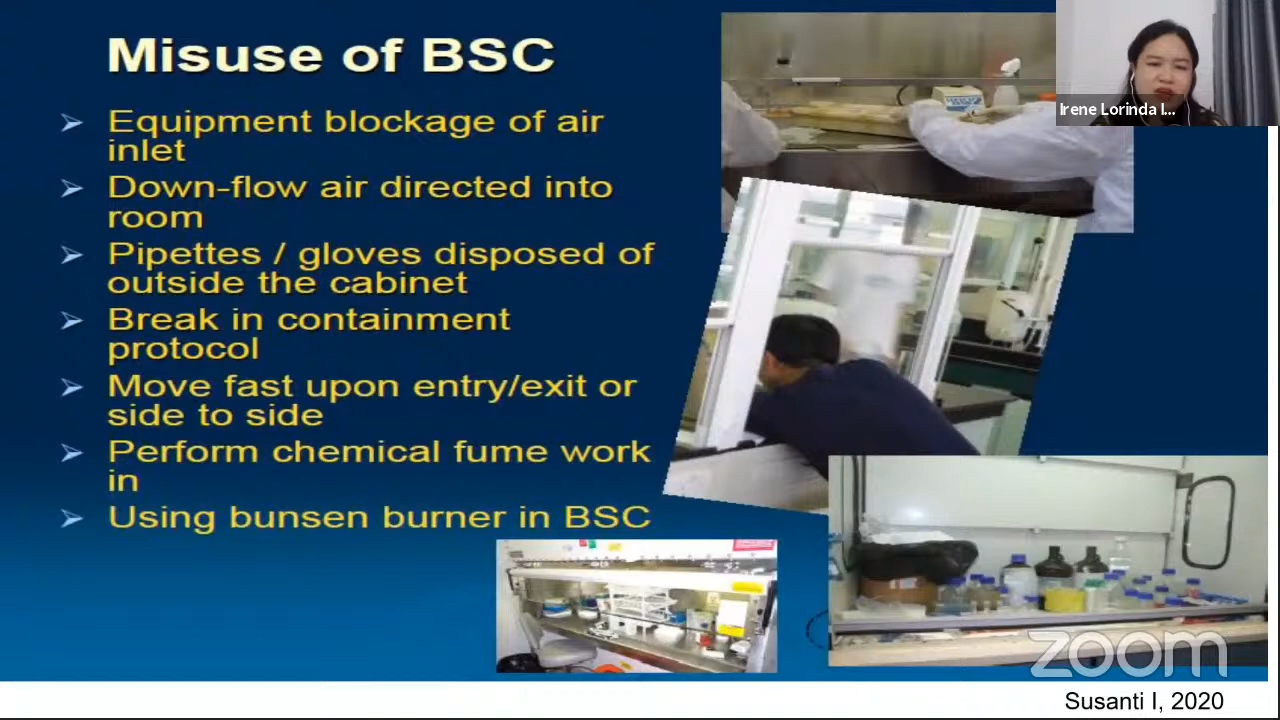 Misuse of BSC
Equipment blockage of air
inlet
Down-flow air directed into
room
Pipettes / gloves disposed of
outside the cabinet
Break in containment
protocol
Move fast upon entry/exit or
side to side
Perform chemical fume work
in
Using bunsen burner in BSC
Irene Lorinda I...
zoom
Susanti I, 2020